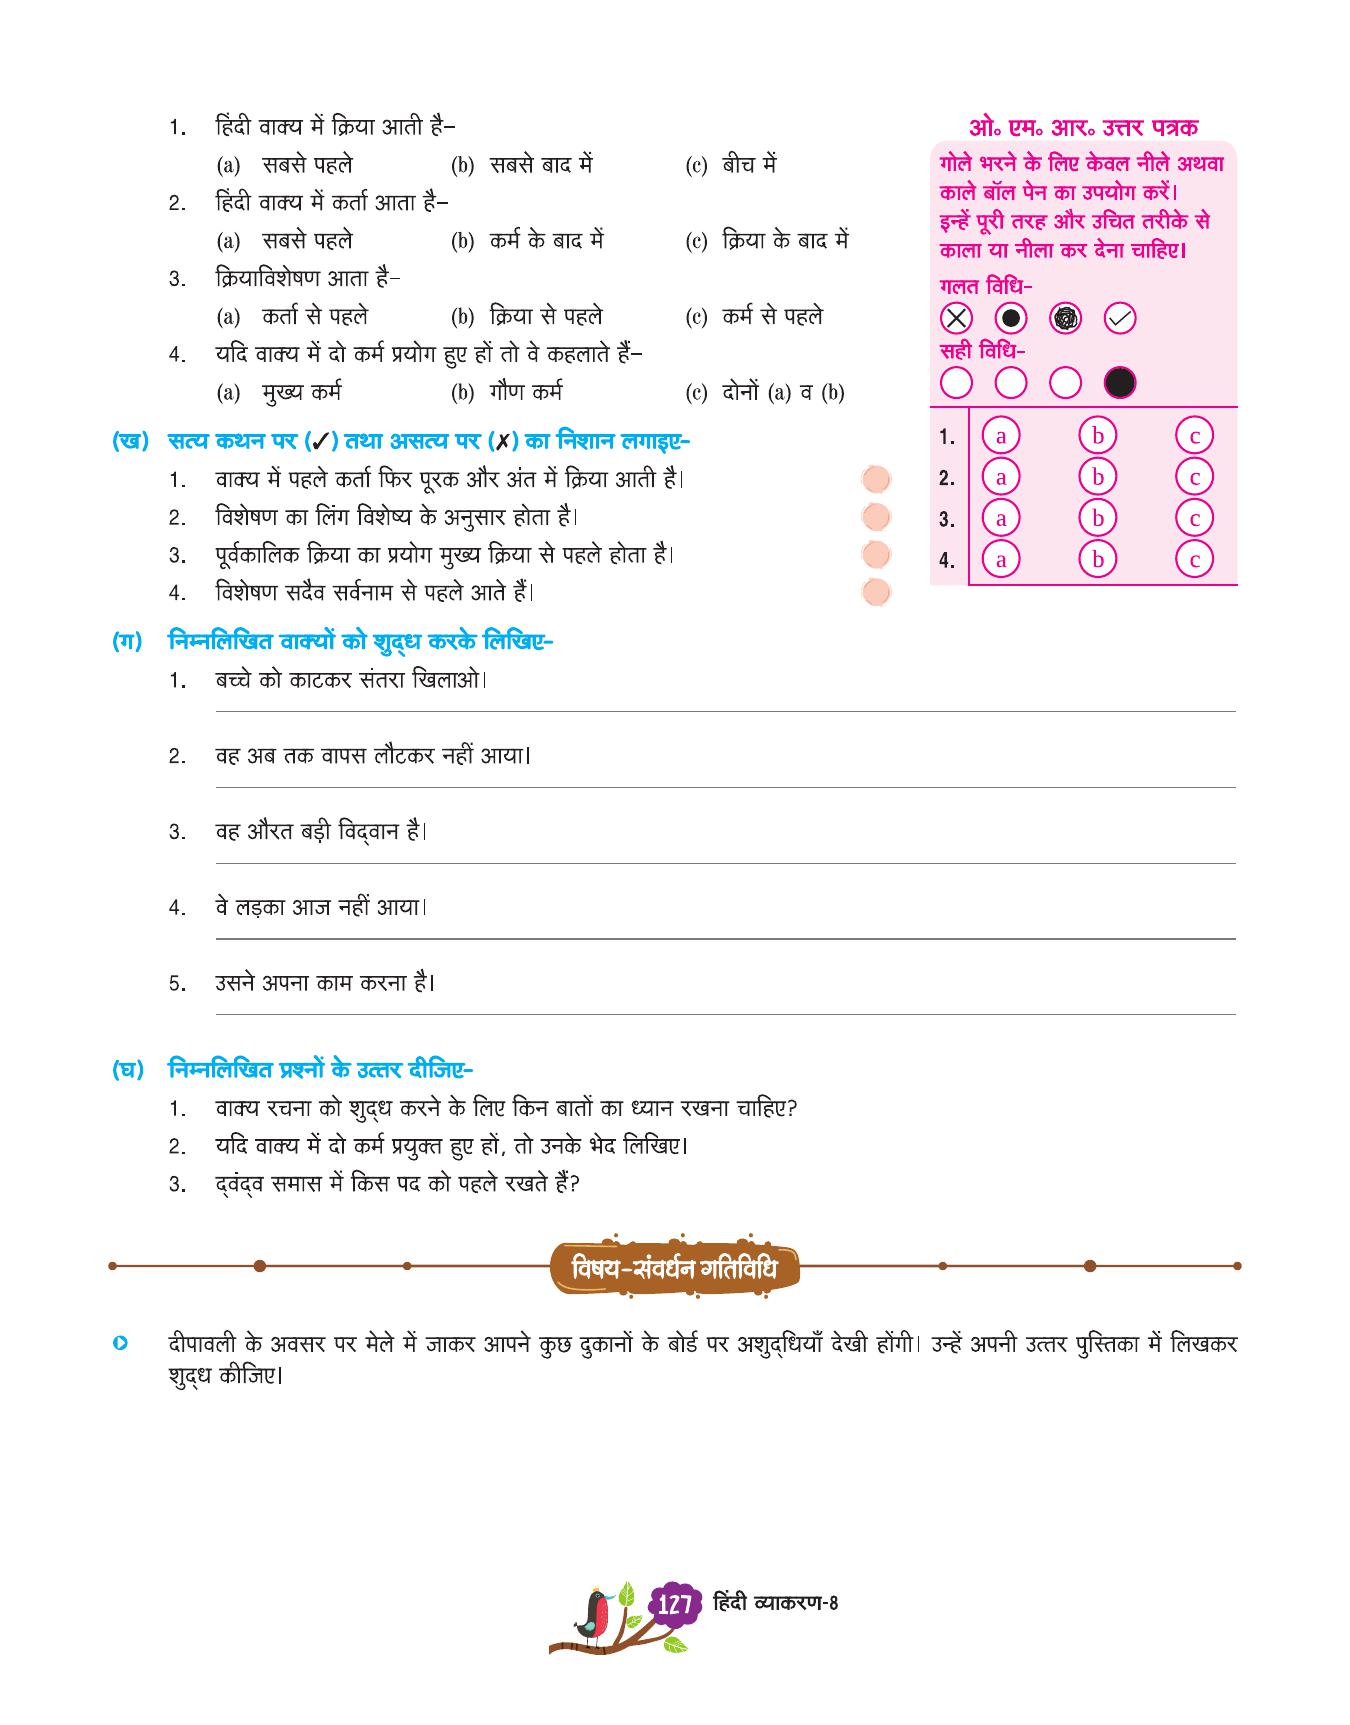 1. हिंदी वाक्य में क्रिया आती है–
(a) सबसे पहले (b) सबसे बाद में (c) बीच में
2. हिंदी वाक्य में कर्ता आता है–
(a) सबसे पहले (b) कर्म के बाद में (c) क्रिया के बाद में
3. क्रियाविशेषण आता है–
(a) कर्ता से पहले (b) क्रिया से पहले (c) कर्म से पहले
4. यदि वाक्य में दो कर्म प्रयोग हुए हों तो वे कहलाते हैं–
(a) मुख्य कर्म (b) गौण कर्म (c) दोनों (a) व (b)
ओ॰ एम॰ आर॰ उत्तर पत्रक
गोले भरने के लिए केवल नीले अथवा
काले बॉल पेन का उपयोग करें।
इन्हें पूरी तरह और उचित तरीके से
काला या नीला कर देना चाहिए।
गलत विधि–
सही विधि–
1. a b c
2. a b c
3. a b c
4. a b c
(ख) सत्य कथन पर (✓) तथा असत्य पर (✗) का निशान लगाइए–
1. वाक्य में पहले कर्ता फिर पूरक और अंत में क्रिया आती है।
2. विशेषण का लिंग विशेष्य के अनुसार होता है।
3. पूर्वकालिक क्रिया का प्रयोग मुख्य क्रिया से पहले होता है।
4. विशेषण सदैव सर्वनाम से पहले आते हैं।
(ग) निम्नलिखित वाक्यों को शुद्ध करके लिखिए–
1. बच्चे को काटकर संतरा खिलाओ।
2. वह अब तक वापस लौटकर नहीं आया।
3. वह औरत बड़ी विद्वान है।
4. वे लड़का आज नहीं आया।
5. उसने अपना काम करना है।
(घ) निम्नलिखित प्रश्नों के उत्तर दीजिए–
1. वाक्य रचना को शुद्ध करने के लिए किन बातों का ध्यान रखना चाहिए?
2. यदि वाक्य में दो कर्म प्रयुक्त हुए हों, तो उनके भेद लिखिए।
3. द्वंद्व समास में किस पद को पहले रखते हैं?
विषय–संवर्धन गतिविधि
दीपावली के अवसर पर मेले में जाकर आपने कुछ दुकानों के बोर्ड पर अशुद्धियाँ देखी होंगी। उन्हें अपनी उत्तर पुस्तिका में लिखकर
शुद्ध कीजिए।
127 हिंदी व्याकरण-8